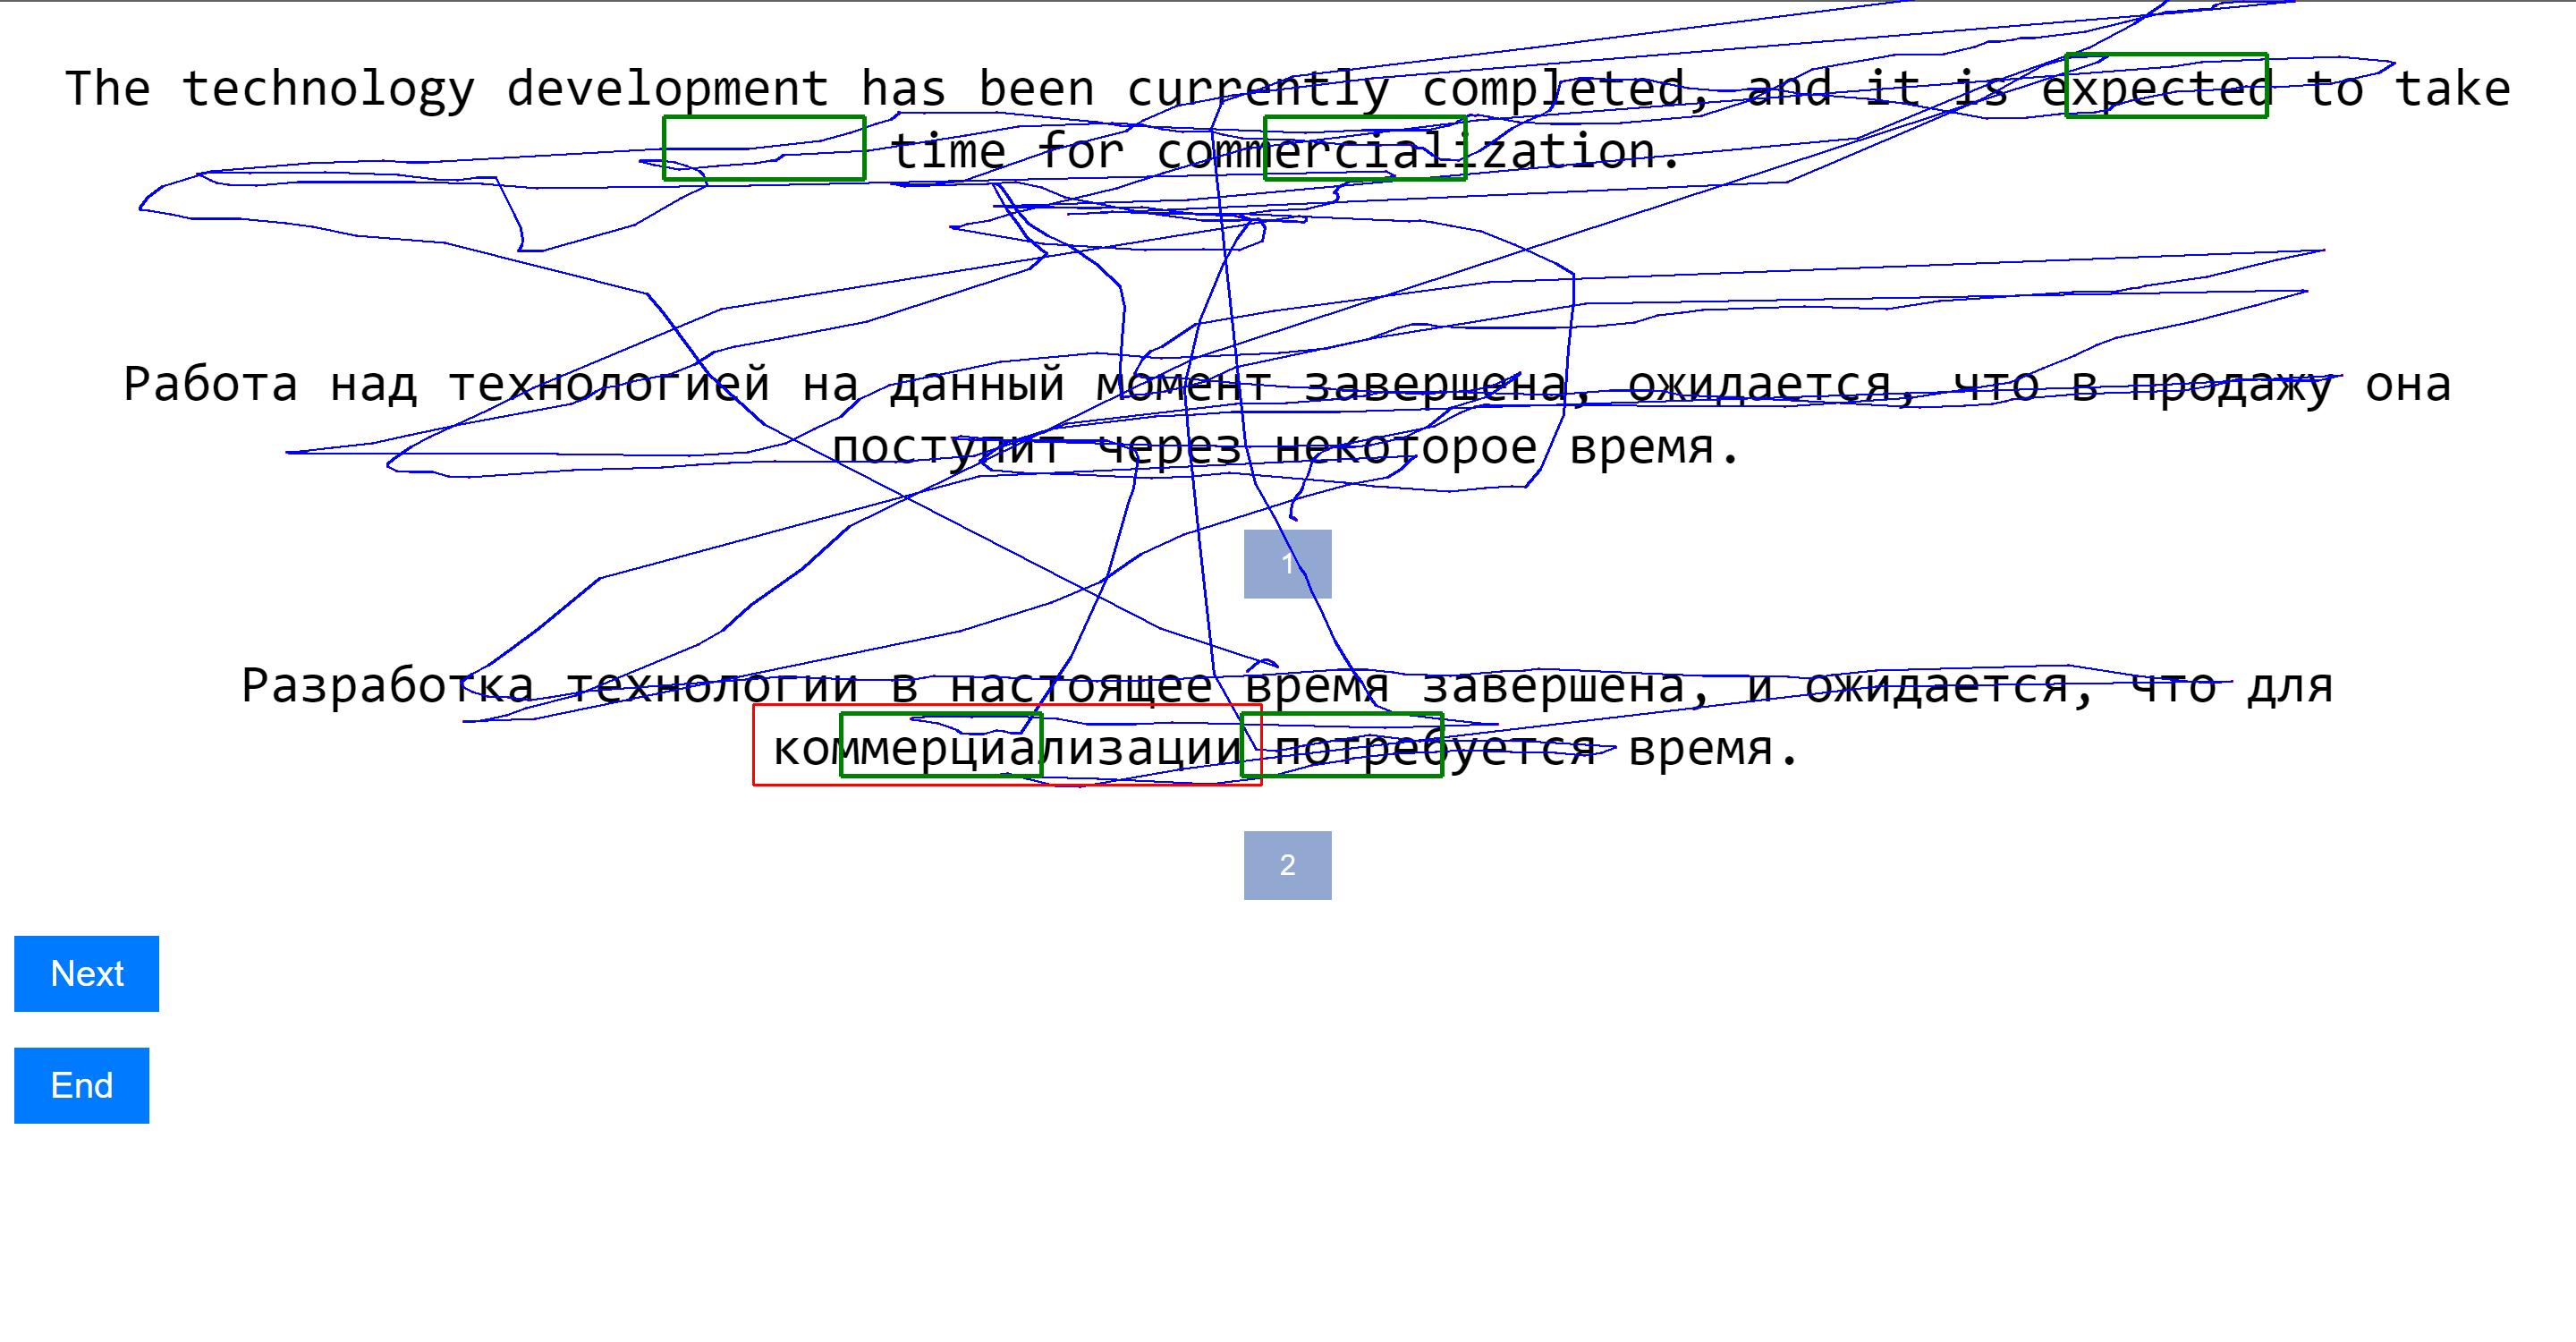 The technology development has been currently completed, and it is expected to take
time for commercialization.
Работа над технологией на данный момент завершена, ожидается, что в продажу она
поступит через некоторое время.
1
Разработка технологии в настоящее время завершена, и ожидается, что для
коммерциализации потребуется время.
2
Next
End